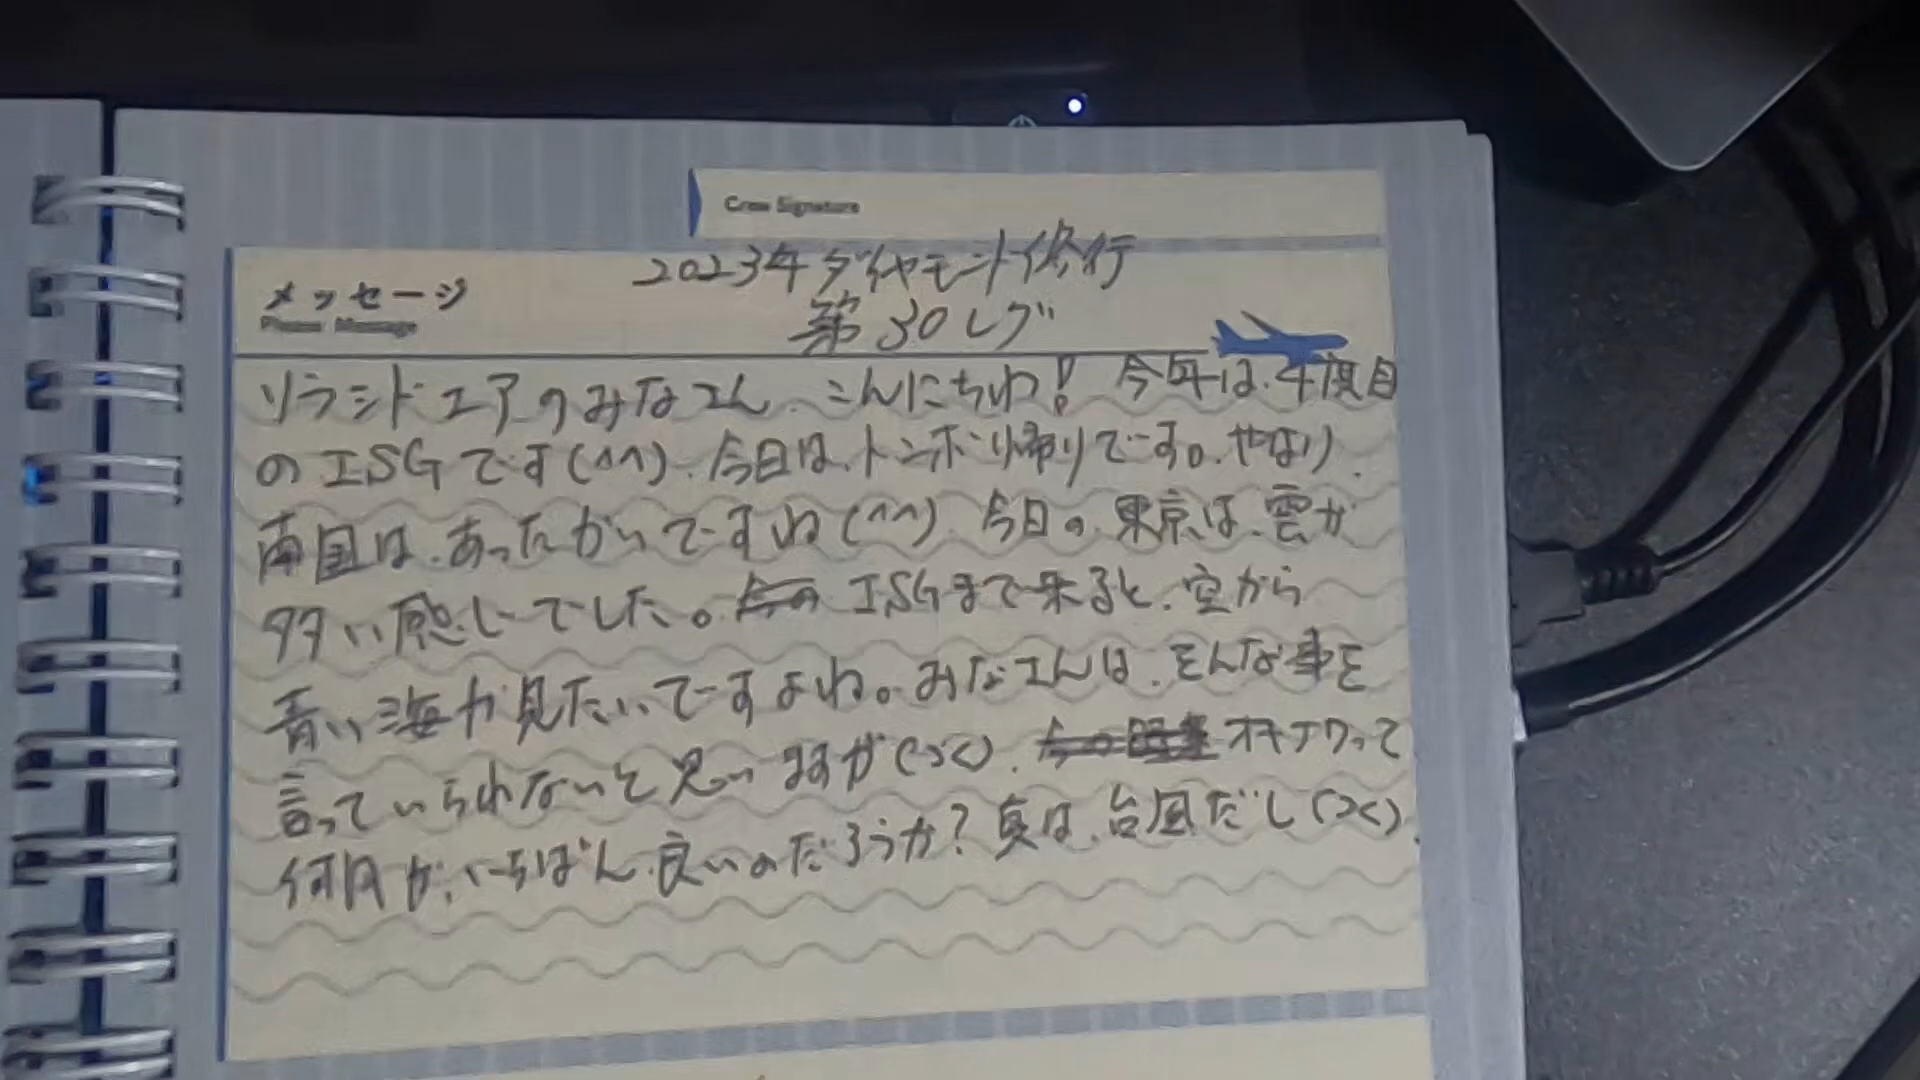 Crew Signature
2023年ダイヤモンド修行
メッセージ
Please Message
第30レグ
ソラシドエアのみなさん、こんにちわ! 今年は、4度目
のISGです(^^)、今日は、トンボ帰りです。やはり、
南国は、あったかいですね(^^)、今日の、東京は、雲が
多い感じでした。 ISGまで来ると、空から
青い海が見たいですよね。みなさんは、そんな事を
言っていられないと思いますが(つく)、 オキナワって
何月が、いちばん、良いのだろうか? 夏は、台風だし(つく)、